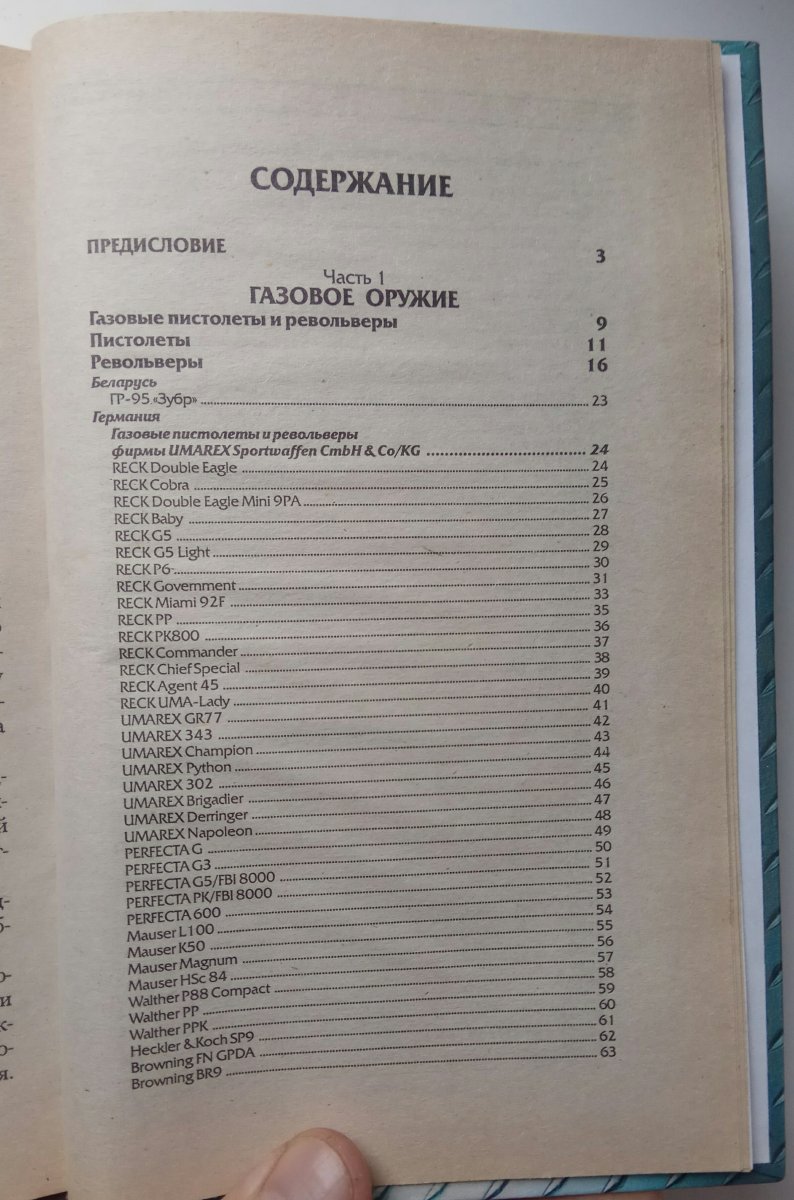 СОДЕРЖАНИЕ
ПРЕДИСЛОВИЕ 3
Часть 1
ГАЗОВОЕ ОРУЖИЕ
Газовые пистолеты и револьверы 9
Пистолеты 11
Револьверы 16
Беларусь
ГР-95 «Зубр» 23
Германия
Газовые пистолеты и револьверы
фирмы UMAREX Sportwaffen CmbH & Co/KG 24
RECK Double Eagle 24
RECK Cobra 25
RECK Double Eagle Mini 9PA 26
RECK Baby 27
RECK G5 28
RECK G5 Light 29
RECK P6 30
RECK Government 31
RECK Miami 92F 33
RECK PP 35
RECK PK800 36
RECK Commander 37
RECK Chief Special 38
RECK Agent 45 39
RECK UMA-Lady 40
UMAREX GR77 41
UMAREX 343 42
UMAREX Champion 43
UMAREX Python 44
UMAREX 302 45
UMAREX Brigadier 46
UMAREX Derringer 47
UMAREX Napoleon 48
PERFECTA G 49
PERFECTA G3 50
PERFECTA G5/FBI 8000 51
PERFECTA PK/FBI 8000 52
PERFECTA 600 53
Mauser L100 54
Mauser K50 55
Mauser Magnum 56
Mauser HSc 84 57
Walther P88 Compact 58
Walther PP 59
Walther PPK 60
Heckler & Koch SP9 61
Browning FN GPDA 62
Browning BR9 63